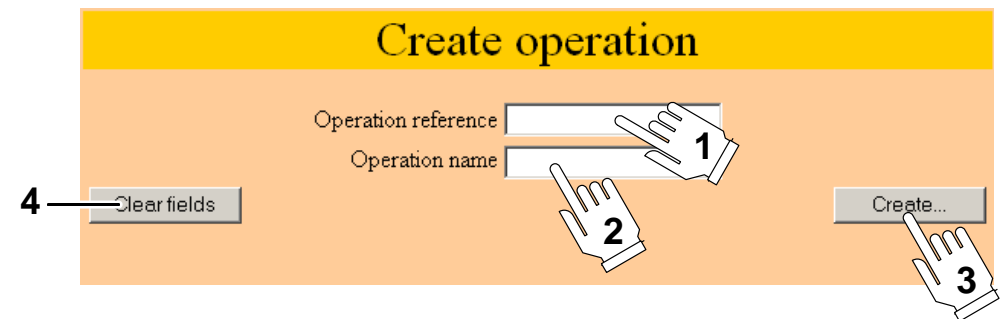 Create operation
Operation reference
1
Operation name
4
Clear fields
2
Create...
3